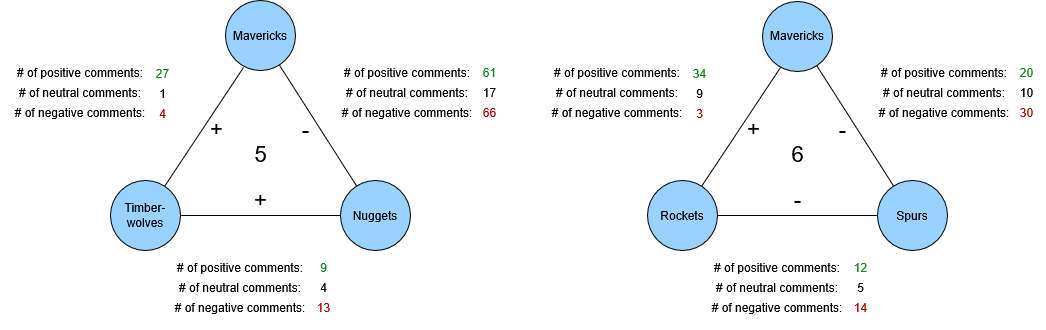 Mavericks
# of positive comments: 27
# of neutral comments: 1
# of negative comments: 4
# of positive comments: 61
# of neutral comments: 17
# of negative comments: 66
+
-
5
Timber-
wolves
+
Nuggets
# of positive comments: 9
# of neutral comments: 4
# of negative comments: 13
Mavericks
# of positive comments: 34
# of neutral comments: 9
# of negative comments: 3
# of positive comments: 20
# of neutral comments: 10
# of negative comments: 30
+
-
6
Rockets
-
Spurs
# of positive comments: 12
# of neutral comments: 5
# of negative comments: 14